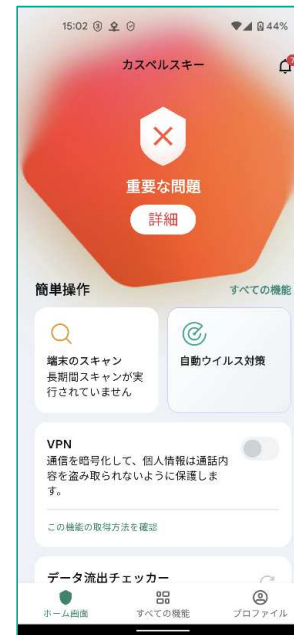 15:02 44%
カスペルスキー
重要な問題
詳細
簡単操作 すべての機能
端末のスキャン
長期間スキャンが実
行されていません
自動ウイルス対策
VPN
通信を暗号化して、個人情報は通話内
容を盗み取られないように保護しま
す。
この機能の取得方法を確認
データ流出チェッカー
ホーム画面 すべての機能 プロファイル